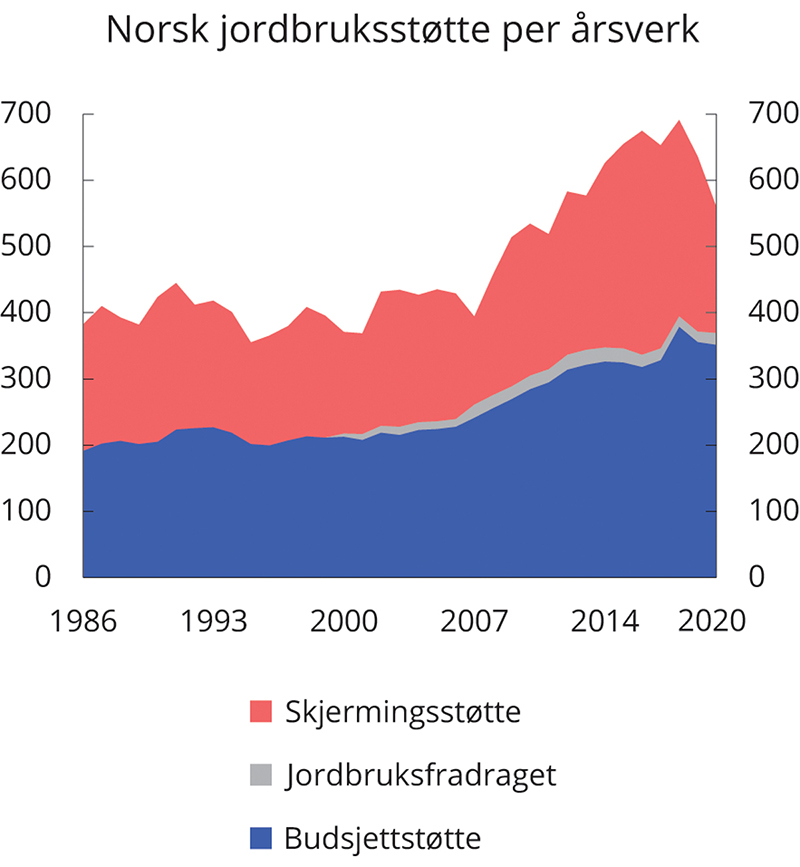 Norsk jordbruksstøtte per årsverk
700 700
600 600
500 500
400 400
300 300
200 200
100 100
0 0
1986 1993 2000 2007 2014 2020
Skjermingsstøtte
Jordbruksfradraget
Budsjettstøtte